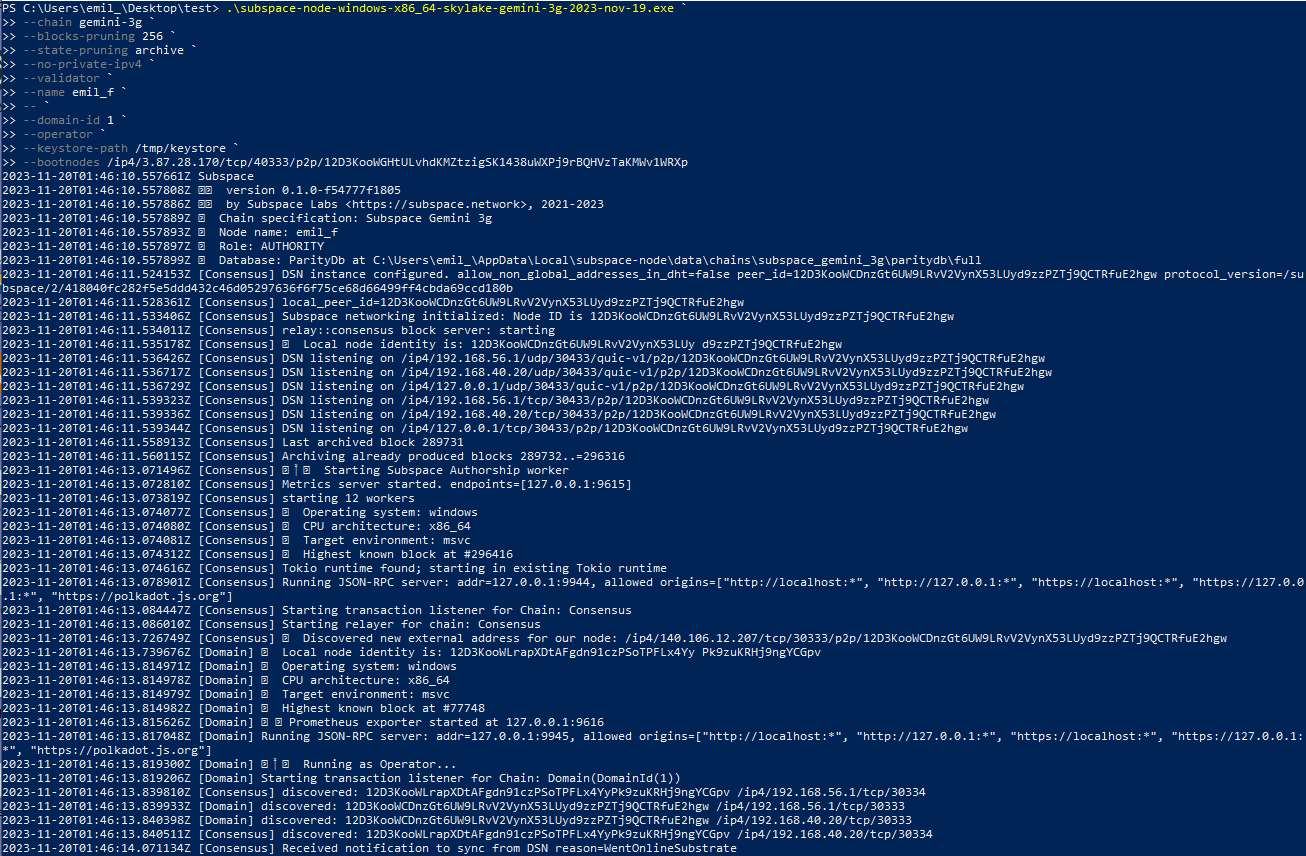 PS C:\Users\emil_\Desktop\test> .\subspace-node-windows-x86_64-skylake-gemini-3g-2023-nov-19.exe `
>> --chain gemini-3g `
>> --blocks-pruning 256 `
>> --state-pruning archive `
>> --no-private-ipv4 `
>> --validator `
>> --name emil_f `
>> -- `
>> --domain-id 1 `
>> --operator `
>> --keystore-path /tmp/keystore `
>> --bootnodes /ip4/3.87.28.170/tcp/40333/p2p/12D3KooWGHtULvhdKMZtzigSK1438uWXPj9rBQHVzTaKMWv1WRXp
2023-11-20T01:46:10.557661Z Subspace
2023-11-20T01:46:10.557808Z version 0.1.0-f54777f1805
2023-11-20T01:46:10.557886Z by Subspace Labs <https://subspace.network>, 2021-2023
2023-11-20T01:46:10.557889Z Chain specification: Subspace Gemini 3g
2023-11-20T01:46:10.557893Z Node name: emil_f
2023-11-20T01:46:10.557897Z Role: AUTHORITY
2023-11-20T01:46:10.557899Z Database: ParityDb at C:\Users\emil_\AppData\Local\subspace-node\data\chains\subspace_gemini_3g\paritydb\full
2023-11-20T01:46:11.524153Z [Consensus] DSN instance configured. allow_non_global_addresses_in_dht=false peer_id=12D3KooWCDnzGt6UW9LRvV2VynX53LUyd9zzPZTj9QCTRfuE2hgw protocol_version=/su
bspace/2/418040fc282f5e5ddd432c46d05297636f6f75ce68d66499ff4cbda69ccd180b
2023-11-20T01:46:11.528361Z [Consensus] local_peer_id=12D3KooWCDnzGt6UW9LRvV2VynX53LUyd9zzPZTj9QCTRfuE2hgw
2023-11-20T01:46:11.533406Z [Consensus] Subspace networking initialized: Node ID is 12D3KooWCDnzGt6UW9LRvV2VynX53LUyd9zzPZTj9QCTRfuE2hgw
2023-11-20T01:46:11.534011Z [Consensus] relay::consensus block server: starting
2023-11-20T01:46:11.535178Z [Consensus] Local node identity is: 12D3KooWCDnzGt6UW9LRvV2VynX53LUy d9zzPZTj9QCTRfuE2hgw
2023-11-20T01:46:11.536426Z [Consensus] DSN listening on /ip4/192.168.56.1/udp/30433/quic-v1/p2p/12D3KooWCDnzGt6UW9LRvV2VynX53LUyd9zzPZTj9QCTRfuE2hgw
2023-11-20T01:46:11.536717Z [Consensus] DSN listening on /ip4/192.168.40.20/udp/30433/quic-v1/p2p/12D3KooWCDnzGt6UW9LRvV2VynX53LUyd9zzPZTj9QCTRfuE2hgw
2023-11-20T01:46:11.536729Z [Consensus] DSN listening on /ip4/127.0.0.1/udp/30433/quic-v1/p2p/12D3KooWCDnzGt6UW9LRvV2VynX53LUyd9zzPZTj9QCTRfuE2hgw
2023-11-20T01:46:11.539323Z [Consensus] DSN listening on /ip4/192.168.56.1/tcp/30433/p2p/12D3KooWCDnzGt6UW9LRvV2VynX53LUyd9zzPZTj9QCTRfuE2hgw
2023-11-20T01:46:11.539336Z [Consensus] DSN listening on /ip4/192.168.40.20/tcp/30433/p2p/12D3KooWCDnzGt6UW9LRvV2VynX53LUyd9zzPZTj9QCTRfuE2hgw
2023-11-20T01:46:11.539344Z [Consensus] DSN listening on /ip4/127.0.0.1/tcp/30433/p2p/12D3KooWCDnzGt6UW9LRvV2VynX53LUyd9zzPZTj9QCTRfuE2hgw
2023-11-20T01:46:11.558913Z [Consensus] Last archived block 289731
2023-11-20T01:46:11.560115Z [Consensus] Archiving already produced blocks 289732..=296316
2023-11-20T01:46:13.071496Z [Consensus] Starting Subspace Authorship worker
2023-11-20T01:46:13.072810Z [Consensus] Metrics server started. endpoints=[127.0.0.1:9615]
2023-11-20T01:46:13.073819Z [Consensus] starting 12 workers
2023-11-20T01:46:13.074077Z [Consensus] Operating system: windows
2023-11-20T01:46:13.074080Z [Consensus] CPU architecture: x86_64
2023-11-20T01:46:13.074081Z [Consensus] Target environment: msvc
2023-11-20T01:46:13.074312Z [Consensus] Highest known block at #296416
2023-11-20T01:46:13.074616Z [Consensus] Tokio runtime found; starting in existing Tokio runtime
2023-11-20T01:46:13.078901Z [Consensus] Running JSON-RPC server: addr=127.0.0.1:9944, allowed origins=["http://localhost:*", "http://127.0.0.1:*", "https://localhost:*", "https://127.0.0
.1:*", "https://polkadot.js.org"]
2023-11-20T01:46:13.084447Z [Consensus] Starting transaction listener for Chain: Consensus
2023-11-20T01:46:13.086010Z [Consensus] Starting relayer for chain: Consensus
2023-11-20T01:46:13.726749Z [Consensus] Discovered new external address for our node: /ip4/140.106.12.207/tcp/30333/p2p/12D3KooWCDnzGt6UW9LRvV2VynX53LUyd9zzPZTj9QCTRfuE2hgw
2023-11-20T01:46:13.739676Z [Domain] Local node identity is: 12D3KooWLrapXDtAFgdn91czPSoTPFLx4Yy Pk9zuKRHj9ngYCGpv
2023-11-20T01:46:13.814971Z [Domain] Operating system: windows
2023-11-20T01:46:13.814978Z [Domain] CPU architecture: x86_64
2023-11-20T01:46:13.814979Z [Domain] Target environment: msvc
2023-11-20T01:46:13.814982Z [Domain] Highest known block at #77748
2023-11-20T01:46:13.815626Z [Domain] Prometheus exporter started at 127.0.0.1:9616
2023-11-20T01:46:13.817048Z [Domain] Running JSON-RPC server: addr=127.0.0.1:9945, allowed origins=["http://localhost:*", "http://127.0.0.1:*", "https://localhost:*", "https://127.0.0.1:
*", "https://polkadot.js.org"]
2023-11-20T01:46:13.819300Z [Domain] Running as Operator...
2023-11-20T01:46:13.819206Z [Domain] Starting transaction listener for Chain: Domain(DomainId(1))
2023-11-20T01:46:13.839810Z [Consensus] discovered: 12D3KooWLrapXDtAFgdn91czPSoTPFLx4YyPk9zuKRHj9ngYCGpv /ip4/192.168.56.1/tcp/30334
2023-11-20T01:46:13.839933Z [Domain] discovered: 12D3KooWCDnzGt6UW9LRvV2VynX53LUyd9zzPZTj9QCTRfuE2hgw /ip4/192.168.56.1/tcp/30333
2023-11-20T01:46:13.840398Z [Domain] discovered: 12D3KooWCDnzGt6UW9LRvV2VynX53LUyd9zzPZTj9QCTRfuE2hgw /ip4/192.168.40.20/tcp/30333
2023-11-20T01:46:13.840511Z [Consensus] discovered: 12D3KooWLrapXDtAFgdn91czPSoTPFLx4YyPk9zuKRHj9ngYCGpv /ip4/192.168.40.20/tcp/30334
2023-11-20T01:46:14.071134Z [Consensus] Received notification to sync from DSN reason=WentOnlineSubstrate